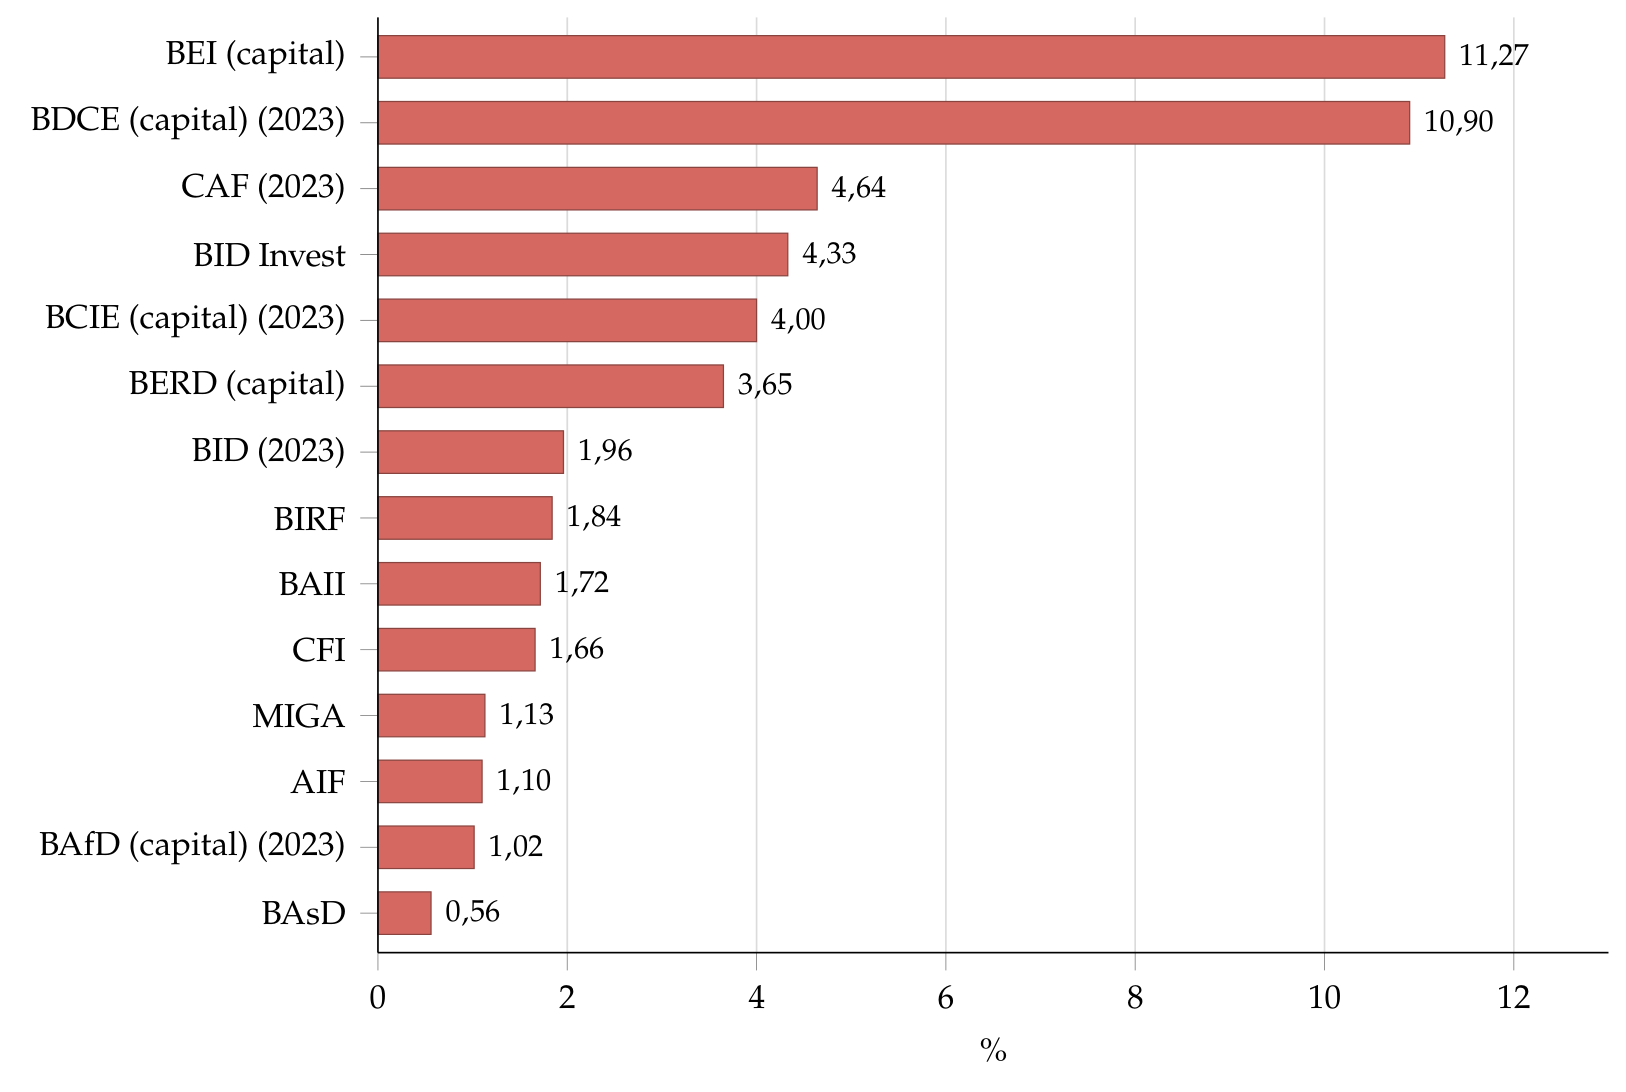 BEI (capital) 11,27
BDCE (capital) (2023) 10,90
CAF (2023) 4,64
BID Invest 4,33
BCIE (capital) (2023) 4,00
BERD (capital) 3,65
BID (2023) 1,96
BIRF 1,84
BAII 1,72
CFI 1,66
MIGA 1,13
AIF 1,10
BAfD (capital) (2023) 1,02
BAsD 0,56
0 2 4 6 8 10 12
%